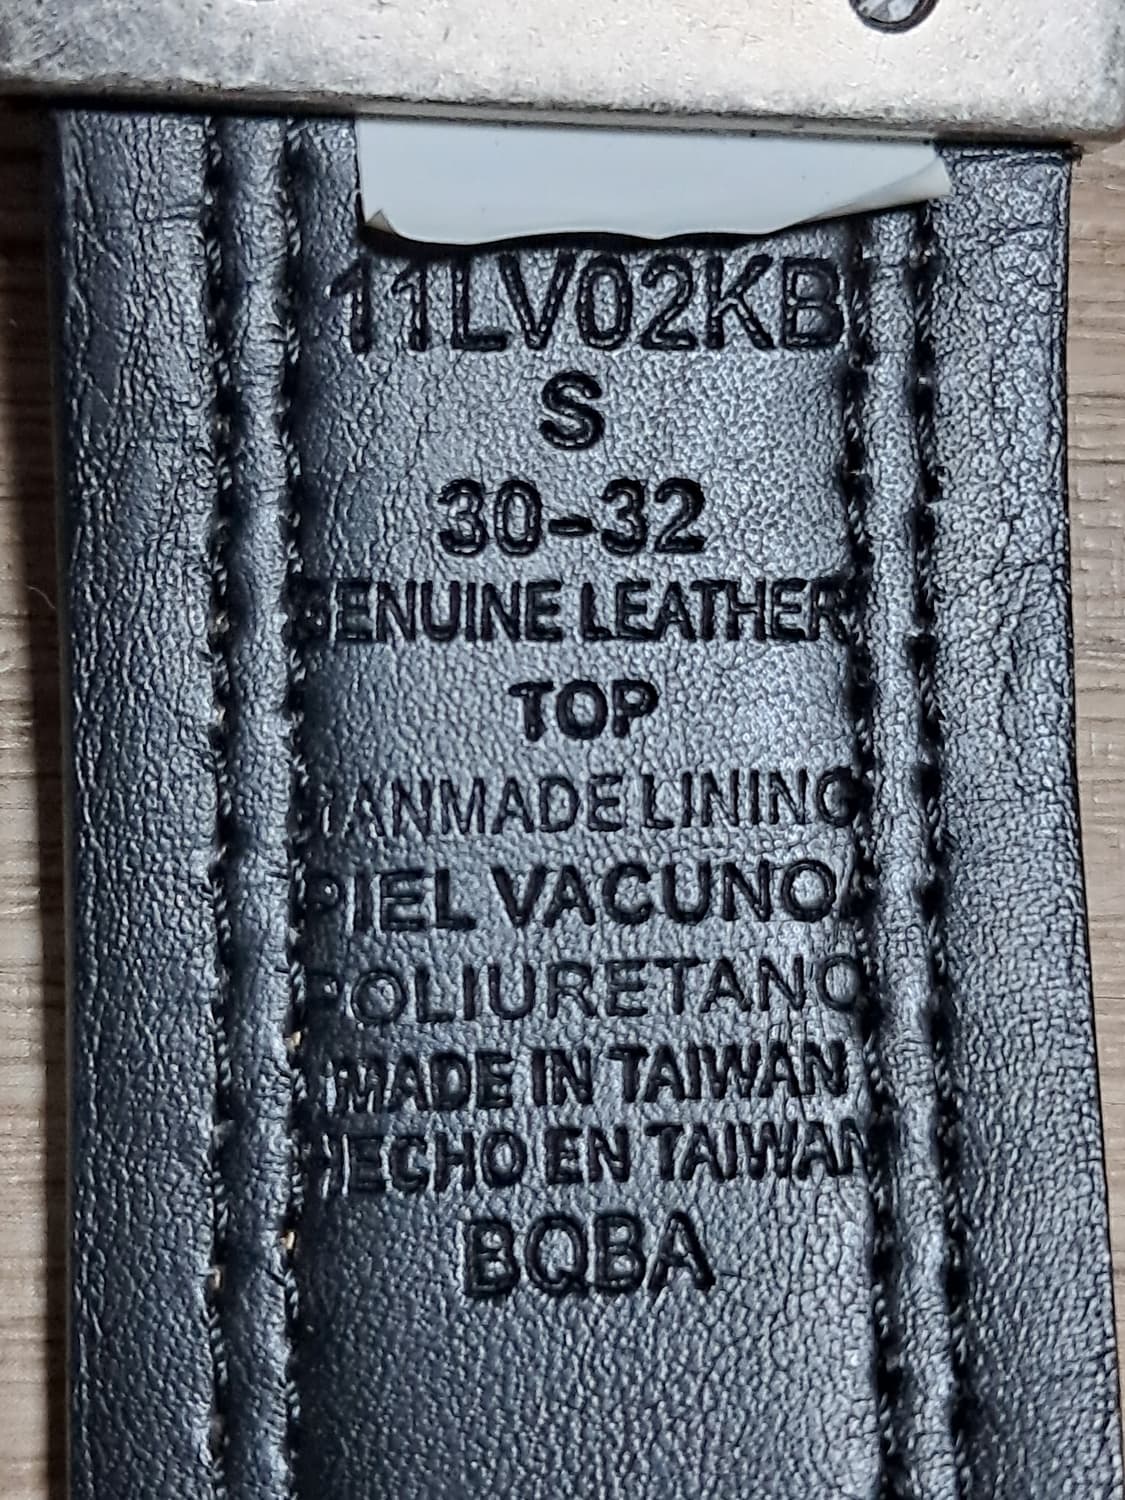 11LV02KB
S
30-32
GENUINE LEATHER
TOP
MANMADE LINING
PIEL VACUNO/
POLIURETANO
MADE IN TAIWAN
HECHO EN TAIWAN
BQBA